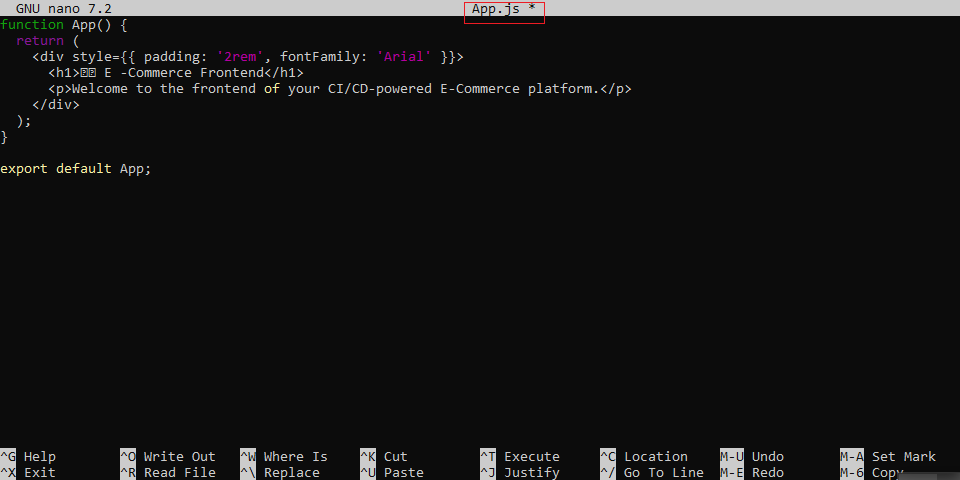 GNU nano 7.2 App.js *
function App() {
  return (
    <div style={{ padding: '2rem', fontFamily: 'Arial' }}>
      <h1> E -Commerce Frontend</h1>
      <p>Welcome to the frontend of your CI/CD-powered E-Commerce platform.</p>
    </div>
  );
}
export default App;
^G Help ^O Write Out ^W Where Is ^K Cut ^T Execute ^C Location M-U Undo M-A Set Mark
^X Exit ^R Read File ^\ Replace ^U Paste ^J Justify ^/ Go To Line M-E Redo M-6 Copy